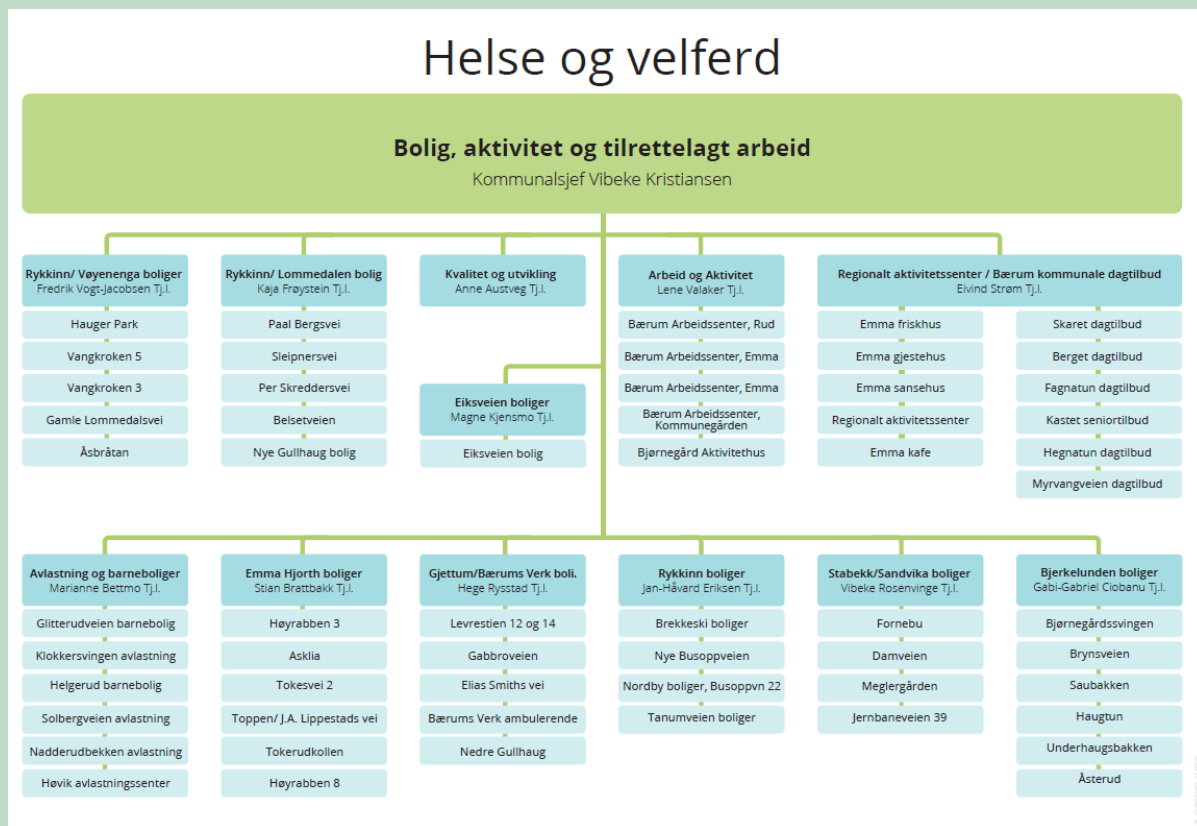 Helse og velferd
Bolig, aktivitet og tilrettelagt arbeid
Kommunalsjef Vibeke Kristiansen
Rykkinn/ Vøyenenga boliger
Fredrik Vogt-Jacobsen Tj.l.
Hauger Park
Vangkroken 5
Vangkroken 3
Gamle Lommedalsvei
Åsbråtan
Rykkinn/ Lommedalen bolig
Kaja Frøystein Tj.l.
Paal Bergsvei
Sleipnersvei
Per Skreddersvei
Belsetveien
Nye Gullhaug bolig
Kvalitet og utvikling
Anne Austveg Tj.l.
Eiksveien boliger
Magne Kjensmo Tj.l.
Eiksveien bolig
Arbeid og Aktivitet
Lene Valaker Tj.l.
Bærum Arbeidssenter, Rud
Bærum Arbeidssenter, Emma
Bærum Arbeidssenter, Emma
Bærum Arbeidssenter,
Kommunegården
Bjørnegård Aktivitethus
Regionalt aktivitetssenter / Bærum kommunale dagtilbud
Eivind Strøm Tj.l.
Emma friskhus
Emma gjestehus
Emma sansehus
Regionalt aktivitetssenter
Emma kafe
Skaret dagtilbud
Berget dagtilbud
Fagnatun dagtilbud
Kastet seniortilbud
Hegnatun dagtilbud
Myrvangveien dagtilbud
Avlastning og barneboliger
Marianne Bettmo Tj.l.
Glitterudveien barnebolig
Klokkersvingen avlastning
Helgerud barnebolig
Solbergveien avlastning
Nadderudbekken avlastning
Høvik avlastningssenter
Emma Hjorth boliger
Stian Brattbakk Tj.l.
Høyrabben 3
Asklia
Tokesvei 2
Toppen/ J.A. Lippestads vei
Tokerudkollen
Høyrabben 8
Gjettum/Bærums Verk boli.
Hege Rysstad Tj.l.
Levrestien 12 og 14
Gabbroveien
Elias Smiths vei
Bærums Verk ambulerende
Nedre Gullhaug
Rykkinn boliger
Jan-Håvard Eriksen Tj.l.
Brekkeski boliger
Nye Busoppveien
Nordby boliger, Busoppvn 22
Tanumveien boliger
Stabekk/Sandvika boliger
Vibeke Rosenvinge Tj.l.
Fornebu
Damveien
Meglergården
Jernbaneveien 39
Bjerkelunden boliger
Gabi-Gabriel Ciobanu Tj.l.
Bjørnegårdssvingen
Brynsveien
Saubakken
Haugtun
Underhaugsbakken
Åsterud